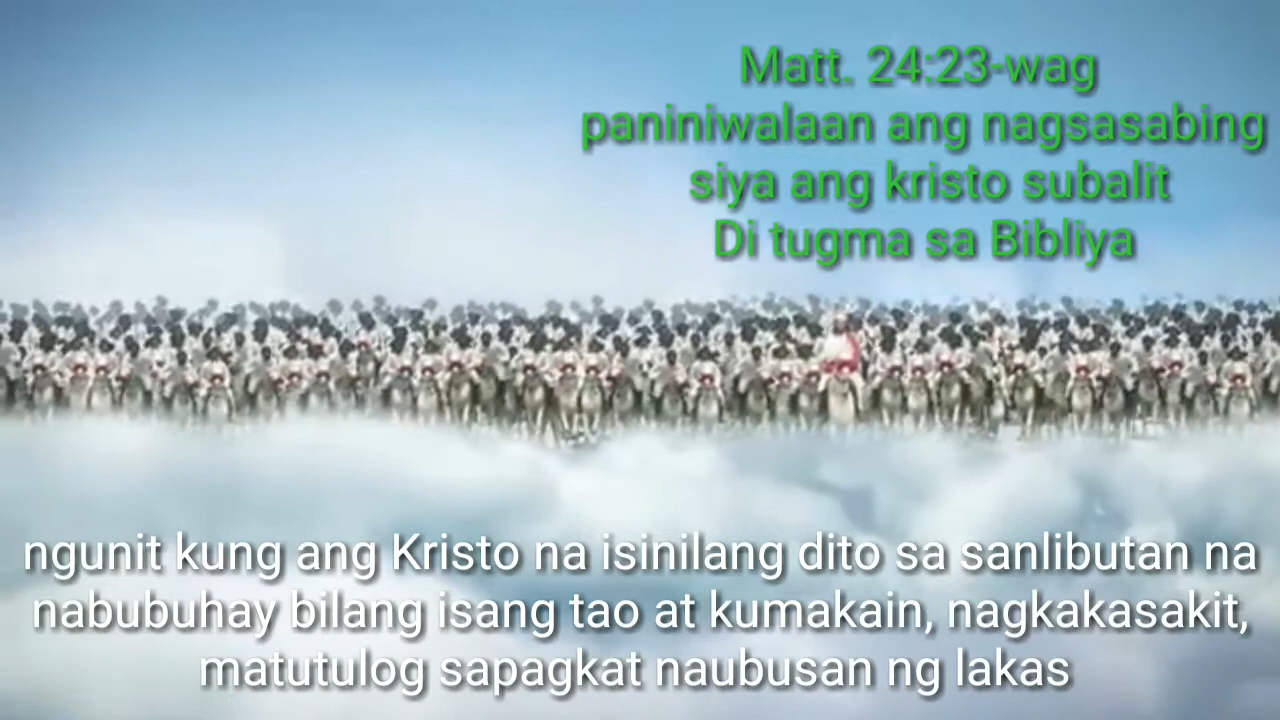 Matt. 24:23-wag
paniniwalaan ang nagsasabing
siya ang kristo subalit
Di tugma sa Bibliya
ngunit kung ang Kristo na isinilang dito sa sanlibutan na
nabubuhay bilang isang tao at kumakain, nagkakasakit,
matutulog sapagkat naubusan ng lakas